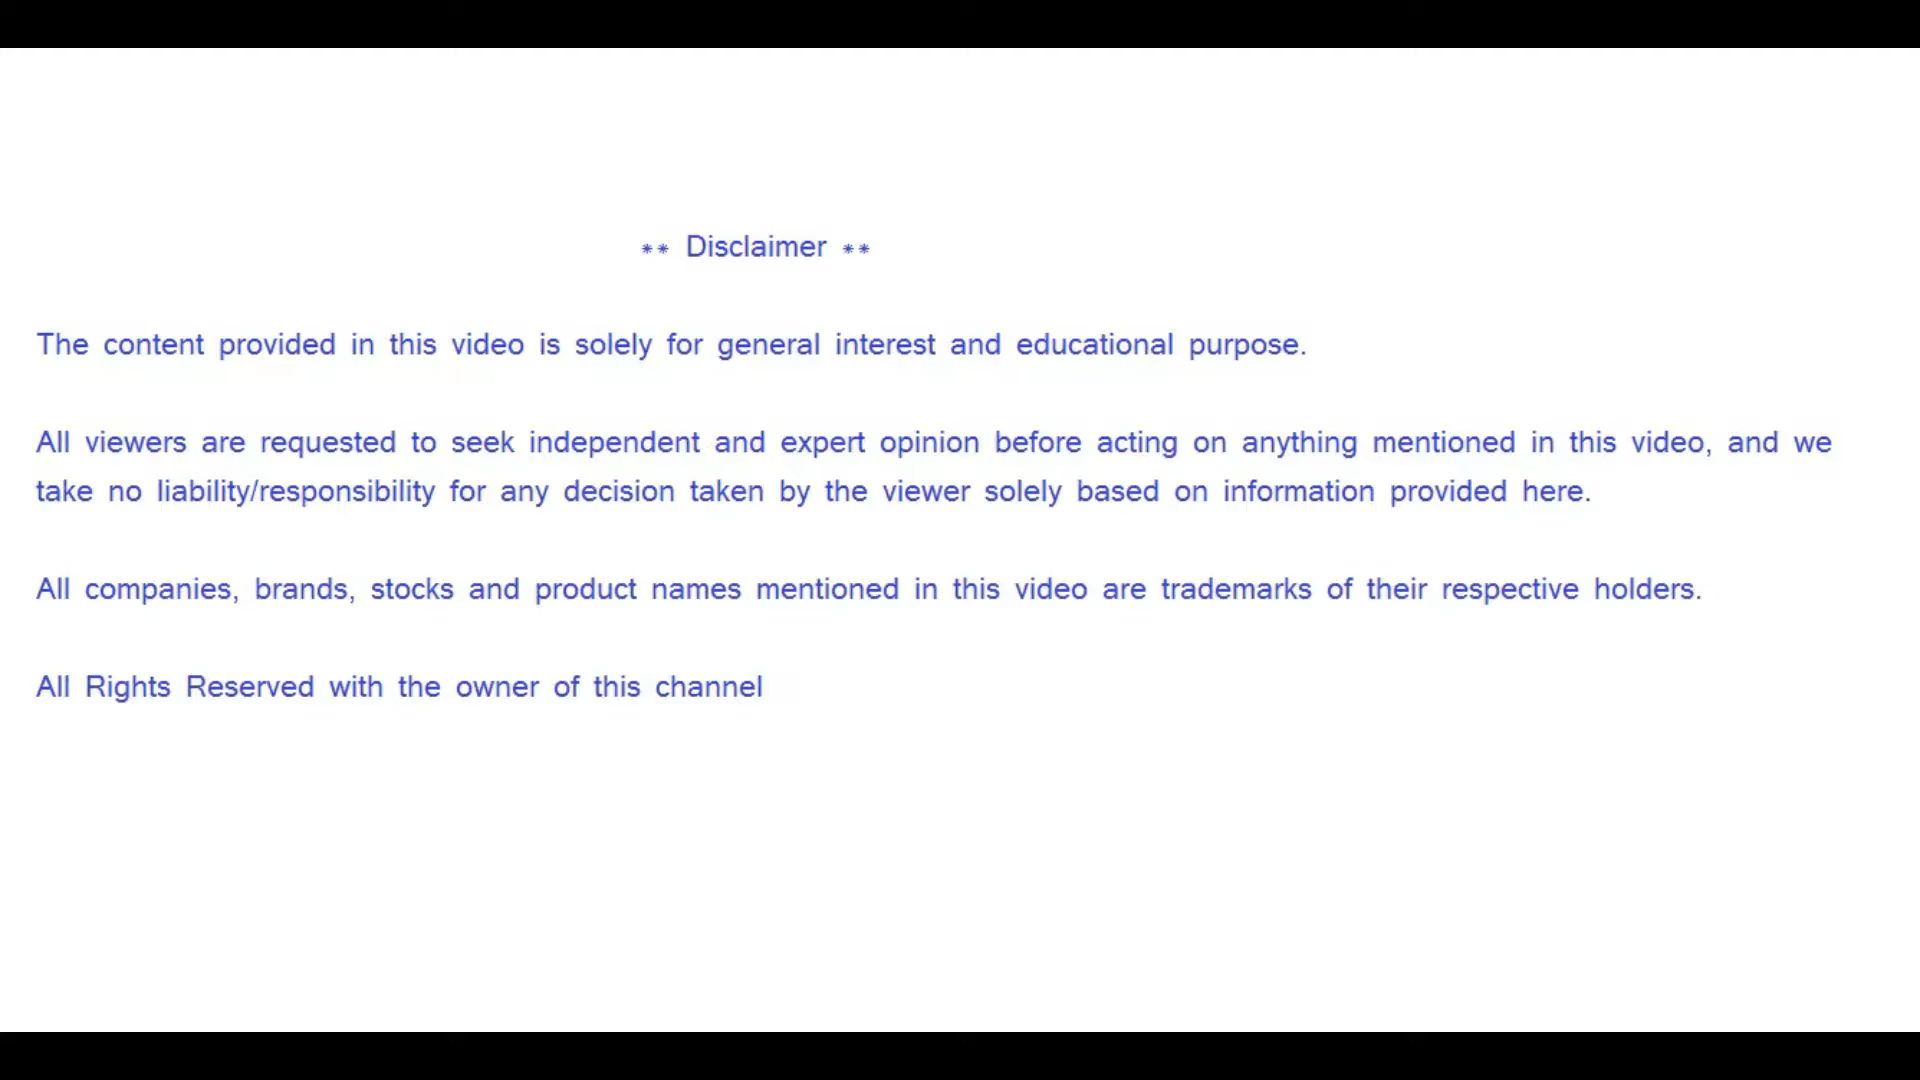 ** Disclaimer **
The content provided in this video is solely for general interest and educational purpose.
All viewers are requested to seek independent and expert opinion before acting on anything mentioned in this video, and we
take no liability/responsibility for any decision taken by the viewer solely based on information provided here.
All companies, brands, stocks and product names mentioned in this video are trademarks of their respective holders.
All Rights Reserved with the owner of this channel